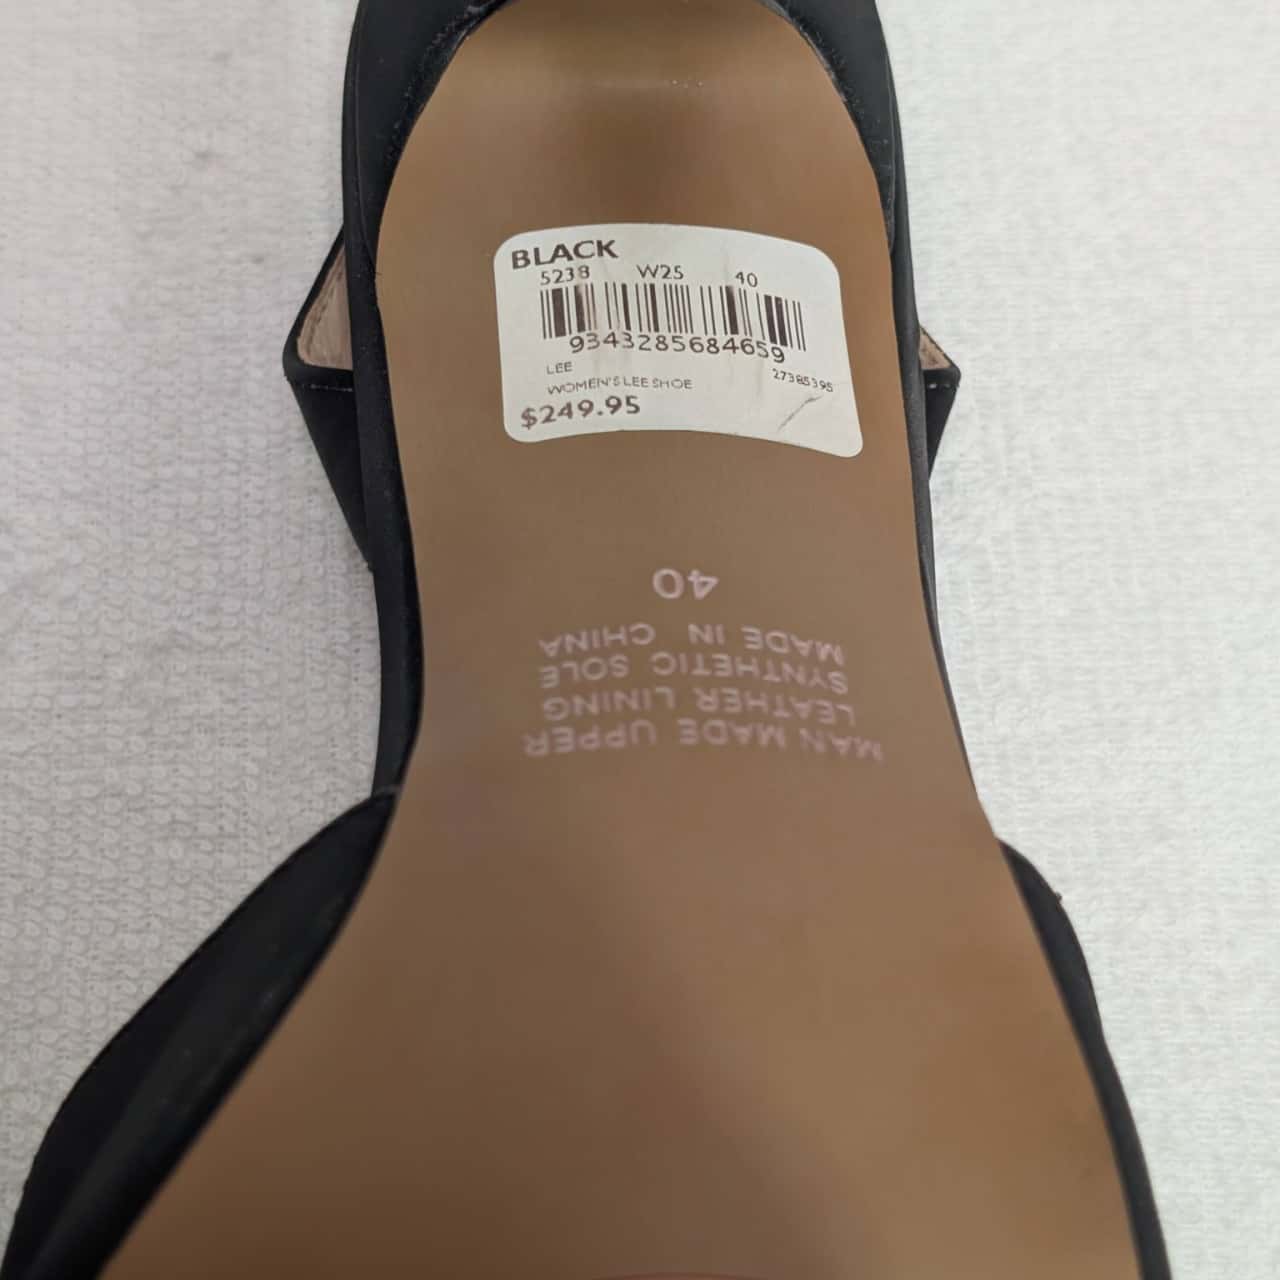 BLACK
5238 W25 40
9343285684659
LEE 27385395
WOMEN'S LEE SHOE
$249.95
MAN MADE UPPER
LEATHER LINING
SYNTHETIC SOLE
MADE IN CHINA
40